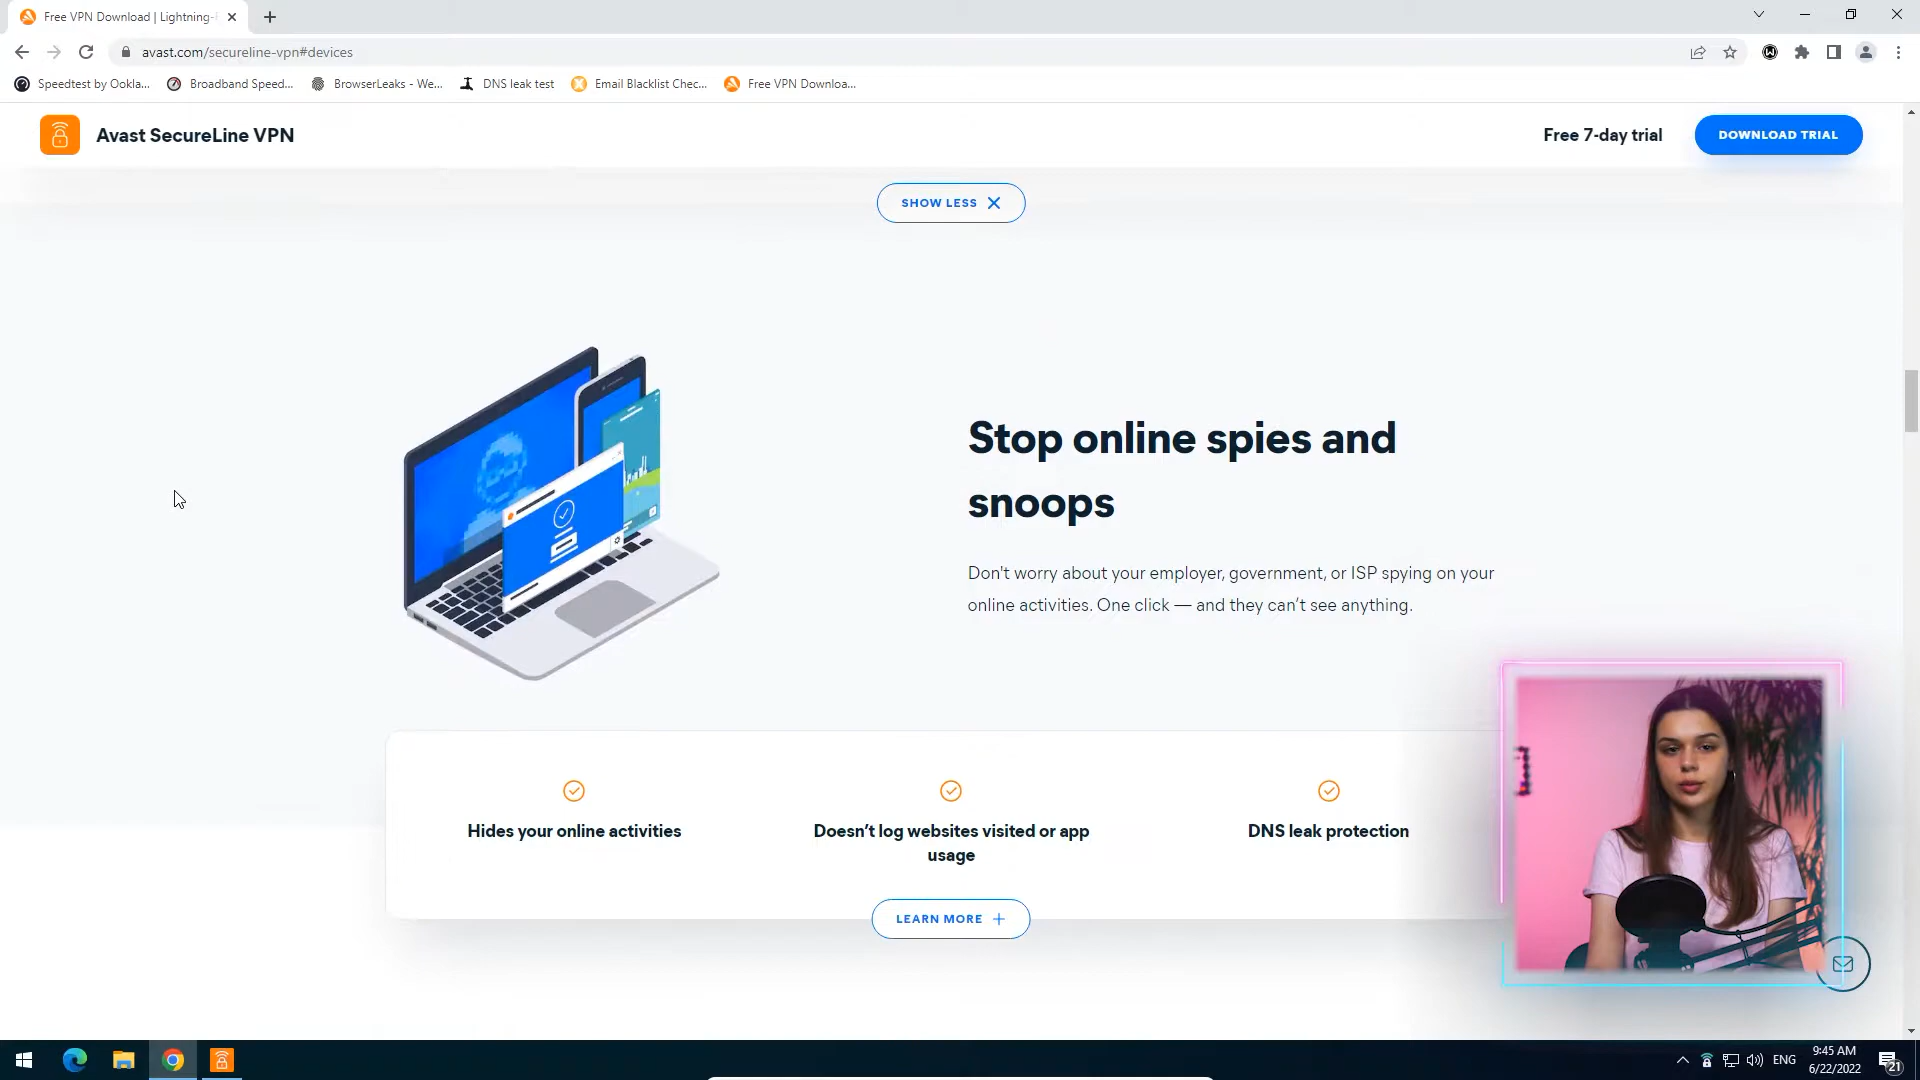 Free VPN Download | Lightning-
avast.com/secureline-vpn#devices
Speedtest by Ookla...
Broadband Speed...
BrowserLeaks - We...
DNS leak test
Email Blacklist Chec...
Free VPN Downloa...
Avast SecureLine VPN
Free 7-day trial
DOWNLOAD TRIAL
SHOW LESS
Stop online spies and
snoops
Don't worry about your employer, government, or ISP spying on your
online activities. One click — and they can’t see anything.
Hides your online activities
Doesn’t log websites visited or app
usage
DNS leak protection
LEARN MORE
ENG
9:45 AM
6/22/2022
21